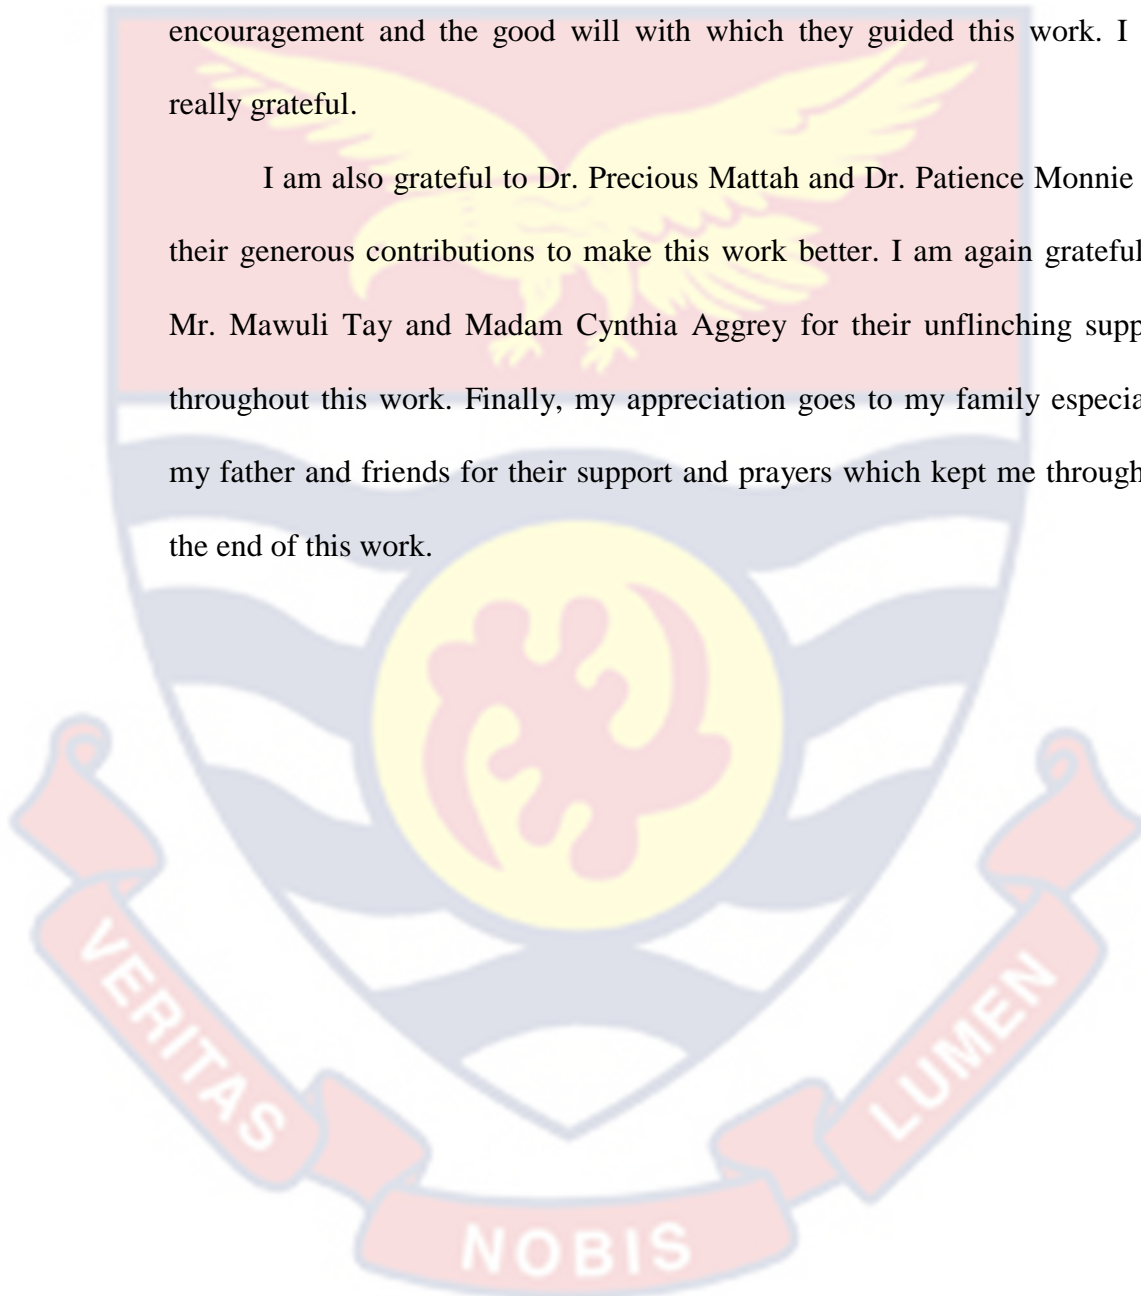 encouragement and the good will with which they guided this work. I
really grateful.
I am also grateful to Dr. Precious Mattah and Dr. Patience Monnie
their generous contributions to make this work better. I am again grateful
Mr. Mawuli Tay and Madam Cynthia Aggrey for their unflinching supp
throughout this work. Finally, my appreciation goes to my family especia
my father and friends for their support and prayers which kept me through
the end of this work.
VERITAS
NOBIS
LUMEN